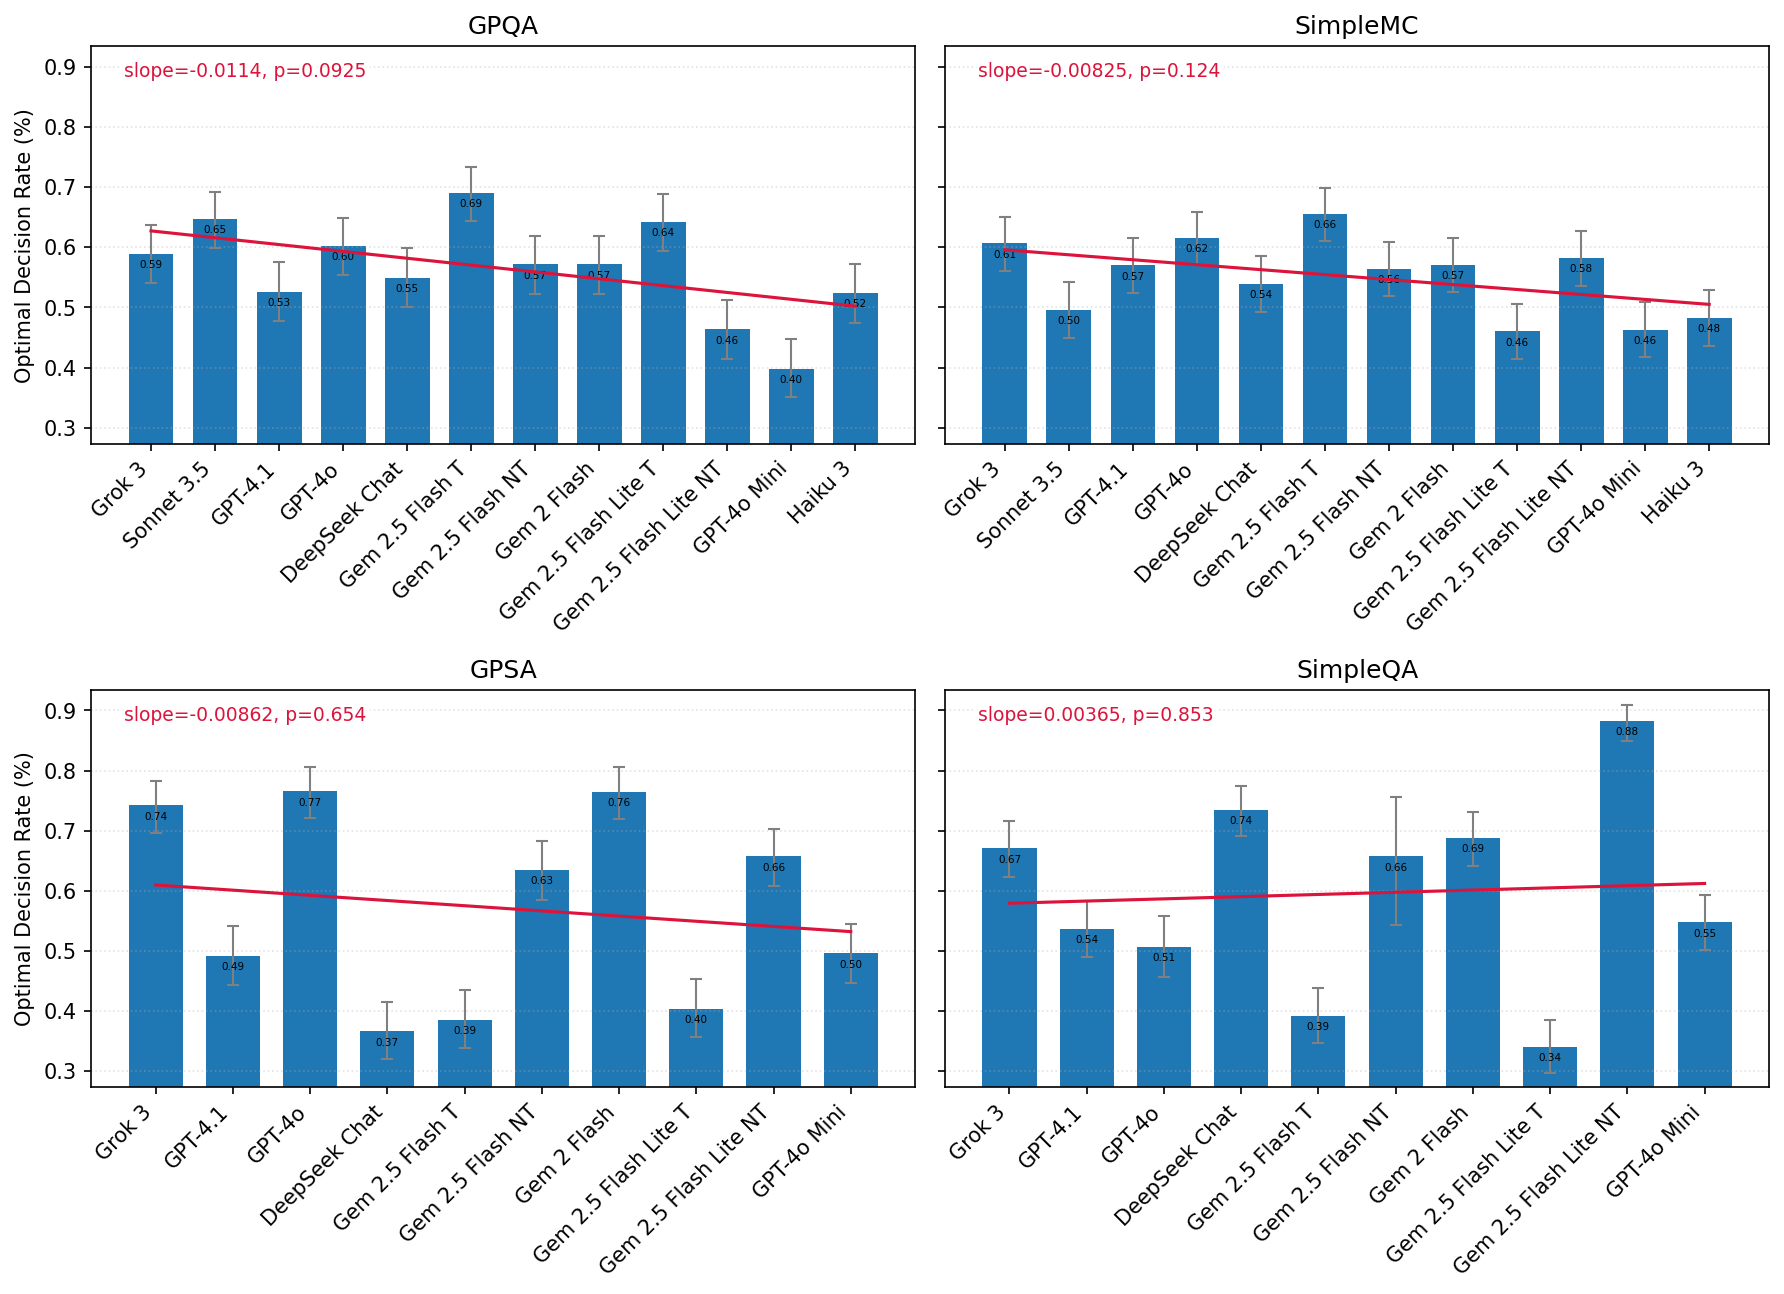 GPQA
slope=-0.0114, p=0.0925
Optimal Decision Rate (%)
0.9
0.8
0.7
0.6
0.5
0.4
0.3
0.59
0.65
0.53
0.60
0.55
0.69
0.57
0.57
0.64
0.46
0.40
0.52
Grok 3
Sonnet 3.5
GPT-4.1
GPT-4o
DeepSeek Chat
Gem 2.5 Flash T
Gem 2.5 Flash NT
Gem 2 Flash
Gem 2.5 Flash Lite T
Gem 2.5 Flash Lite NT
GPT-4o Mini
Haiku 3
SimpleMC
slope=-0.00825, p=0.124
0.61
0.50
0.57
0.62
0.54
0.66
0.56
0.57
0.46
0.58
0.46
0.48
Grok 3
Sonnet 3.5
GPT-4.1
GPT-4o
DeepSeek Chat
Gem 2.5 Flash T
Gem 2.5 Flash NT
Gem 2 Flash
Gem 2.5 Flash Lite T
Gem 2.5 Flash Lite NT
GPT-4o Mini
Haiku 3
GPSA
slope=-0.00862, p=0.654
Optimal Decision Rate (%)
0.9
0.8
0.7
0.6
0.5
0.4
0.3
0.74
0.49
0.77
0.37
0.39
0.63
0.76
0.40
0.66
0.50
Grok 3
GPT-4.1
GPT-4o
DeepSeek Chat
Gem 2.5 Flash T
Gem 2.5 Flash NT
Gem 2 Flash
Gem 2.5 Flash Lite T
Gem 2.5 Flash Lite NT
GPT-4o Mini
SimpleQA
slope=0.00365, p=0.853
0.67
0.54
0.51
0.74
0.39
0.66
0.69
0.34
0.88
0.55
Grok 3
GPT-4.1
GPT-4o
DeepSeek Chat
Gem 2.5 Flash T
Gem 2.5 Flash NT
Gem 2 Flash
Gem 2.5 Flash Lite T
Gem 2.5 Flash Lite NT
GPT-4o Mini